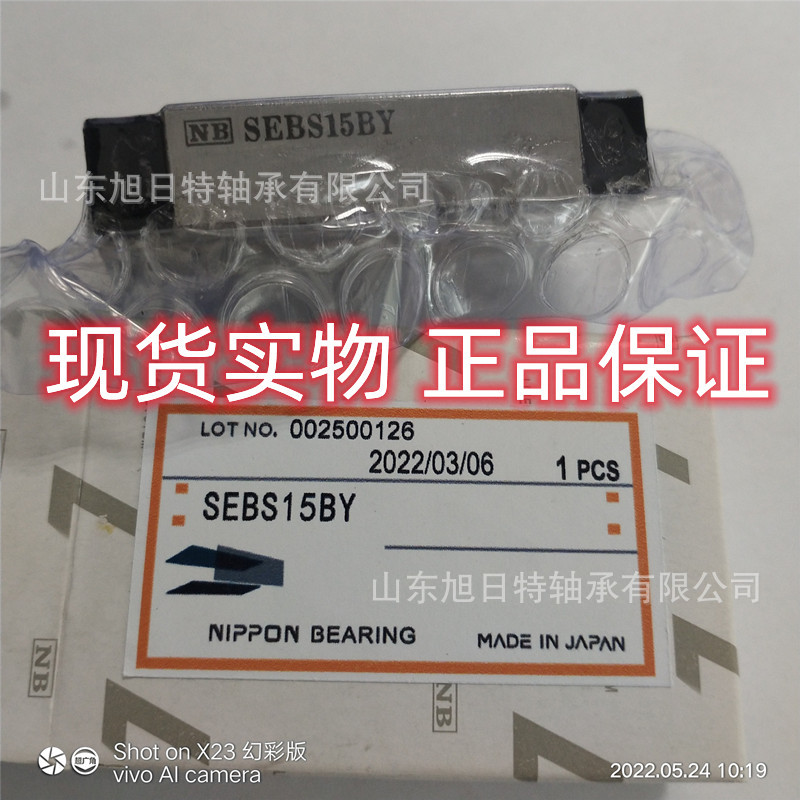 NB SEBS15BY
山东旭日特轴承有限公司
现货实物 正品保证
LOT NO. 002500126
2022/03/06 1 PCS
SEBS15BY
山东旭日特轴承有限公司
NIPPON BEARING MADE IN JAPAN
NB
NB
Shot on X23 幻彩版
vivo AI camera
超广角
2022.05.24 10:19